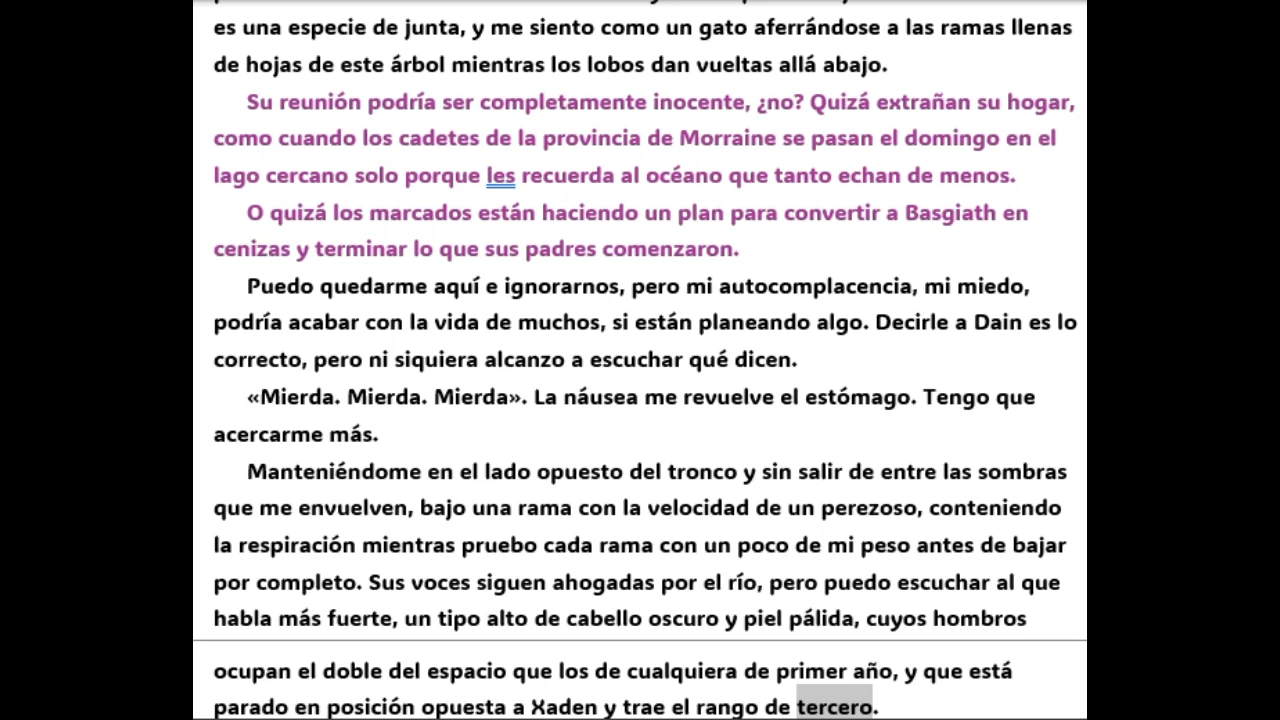 es una especie de junta, y me siento como un gato aferrándose a las ramas llenas
de hojas de este árbol mientras los lobos dan vueltas allá abajo.
Su reunión podría ser completamente inocente, ¿no? Quizá extrañan su hogar,
como cuando los cadetes de la provincia de Morraine se pasan el domingo en el
lago cercano solo porque les recuerda al océano que tanto echan de menos.
O quizá los marcados están haciendo un plan para convertir a Basgiath en
cenizas y terminar lo que sus padres comenzaron.
Puedo quedarme aquí e ignorarnos, pero mi autocomplacencia, mi miedo,
podría acabar con la vida de muchos, si están planeando algo. Decirle a Dain es lo
correcto, pero ni siquiera alcanzo a escuchar qué dicen.
«Mierda. Mierda. Mierda». La náusea me revuelve el estómago. Tengo que
acercarme más.
Manteniéndome en el lado opuesto del tronco y sin salir de entre las sombras
que me envuelven, bajo una rama con la velocidad de un perezoso, conteniendo
la respiración mientras pruebo cada rama con un poco de mi peso antes de bajar
por completo. Sus voces siguen ahogadas por el río, pero puedo escuchar al que
habla más fuerte, un tipo alto de cabello oscuro y piel pálida, cuyos hombros
ocupan el doble del espacio que los de cualquiera de primer año, y que está
parado en posición opuesta a Xaden y trae el rango de tercero.